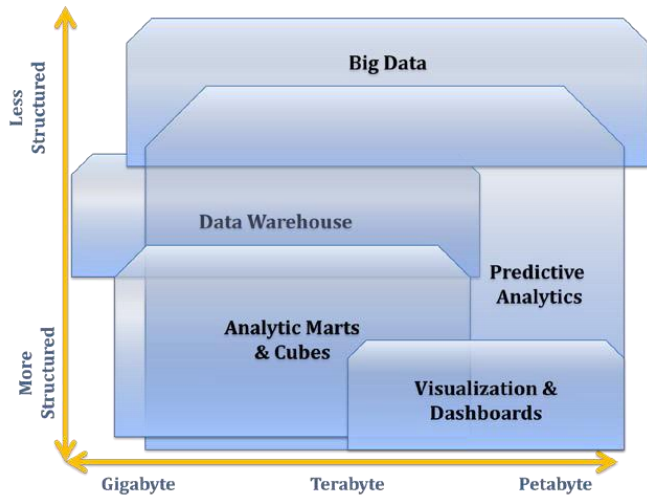 Big Data
Less
Structured
Data Warehouse
Predictive
Analytics
Analytic Marts
& Cubes
More
Structured
Visualization &
Dashboards
Gigabyte
Terabyte
Petabyte